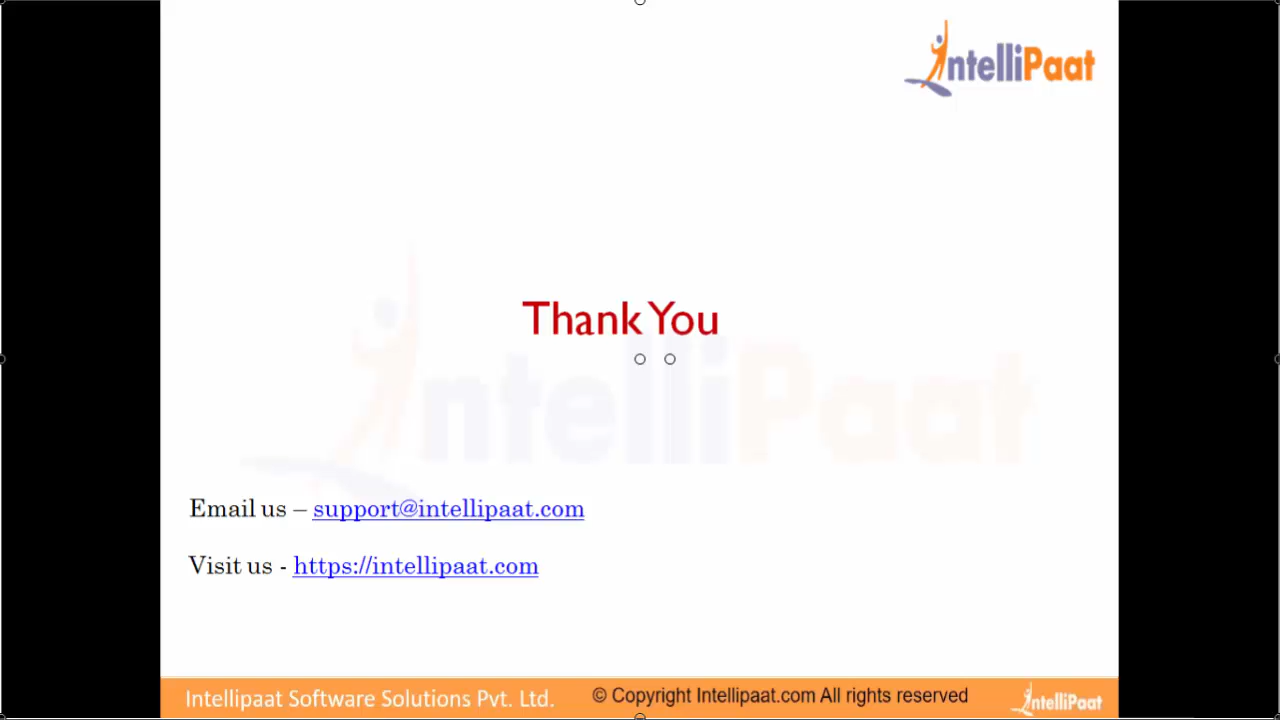 intelliPaat
Thank You
intelliPaat
Email us – support@intellipaat.com
Visit us - https://intellipaat.com
Intellipaat Software Solutions Pvt. Ltd. © Copyright Intellipaat.com All rights reserved intelliPaat